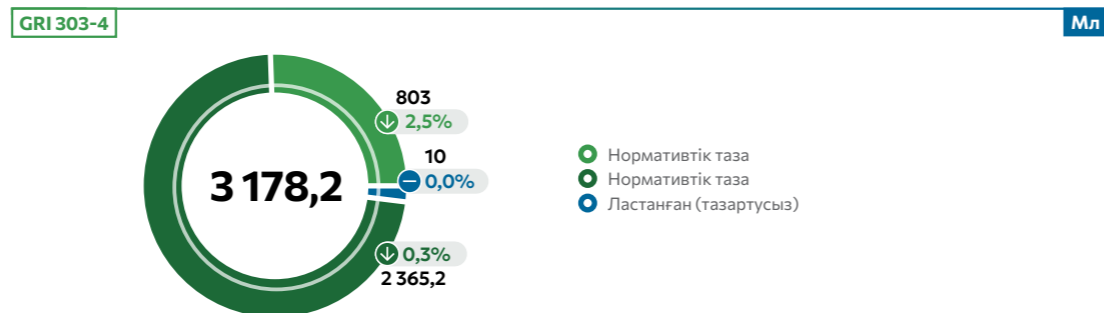 GRI 303-4
Мл
803
2,5%
10
0,0%
3 178,2
0,3%
2 365,2
Нормативтік таза
Нормативтік таза
Ластанған (тазартусыз)